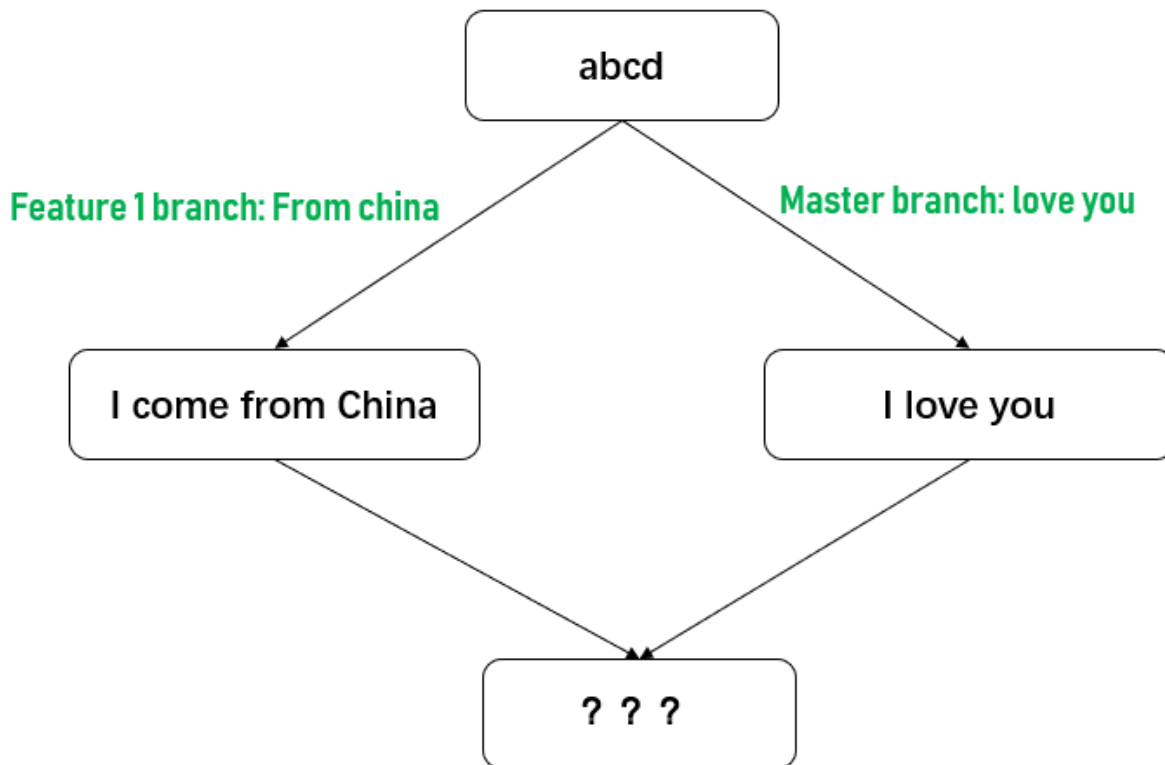 abcd
Feature 1 branch: From china
Master branch: love you
I come from China
I love you
? ? ?